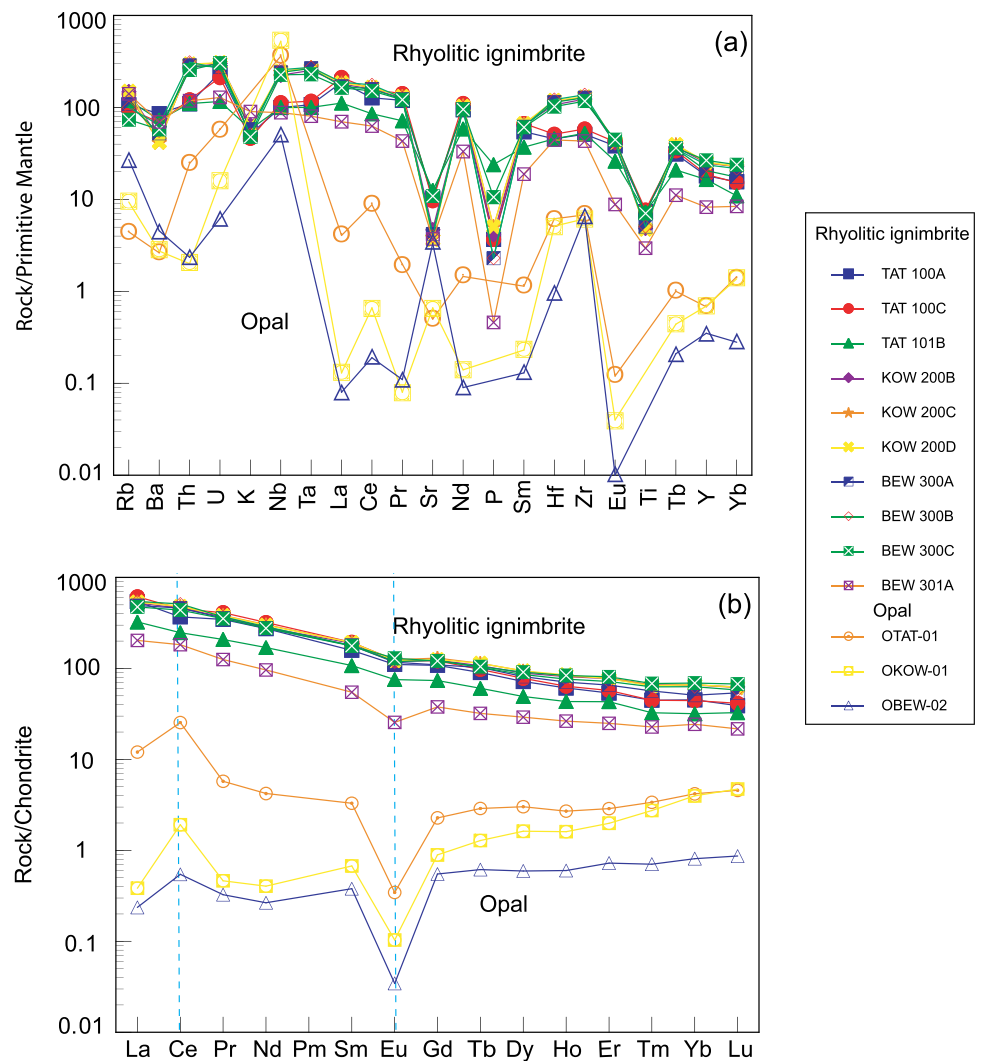 1000
100
10
1
0.1
0.01
Rock/Primitive Mantle
Rhyolitic ignimbrite
(a)
Opal
Rb Ba Th U K Nb Ta La Ce Pr Sr Nd P Sm Hf Zr Eu Ti Tb Y Yb
1000
100
10
1
0.1
0.01
Rock/Chondrite
(b)
Rhyolitic ignimbrite
Opal
La Ce Pr Nd Pm Sm Eu Gd Tb Dy Ho Er Tm Yb Lu
Rhyolitic ignimbrite
TAT 100A
TAT 100C
TAT 101B
KOW 200B
KOW 200C
KOW 200D
BEW 300A
BEW 300B
BEW 300C
BEW 301A
Opal
OTAT-01
OKOW-01
OBEW-02